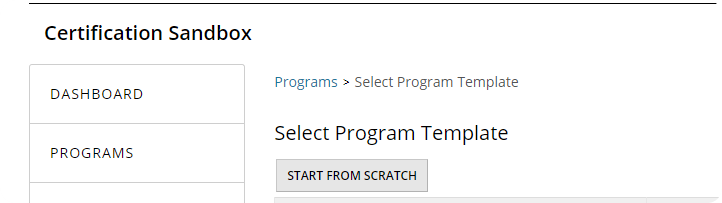 Certification Sandbox
DASHBOARD
PROGRAMS
Programs > Select Program Template
Select Program Template
START FROM SCRATCH